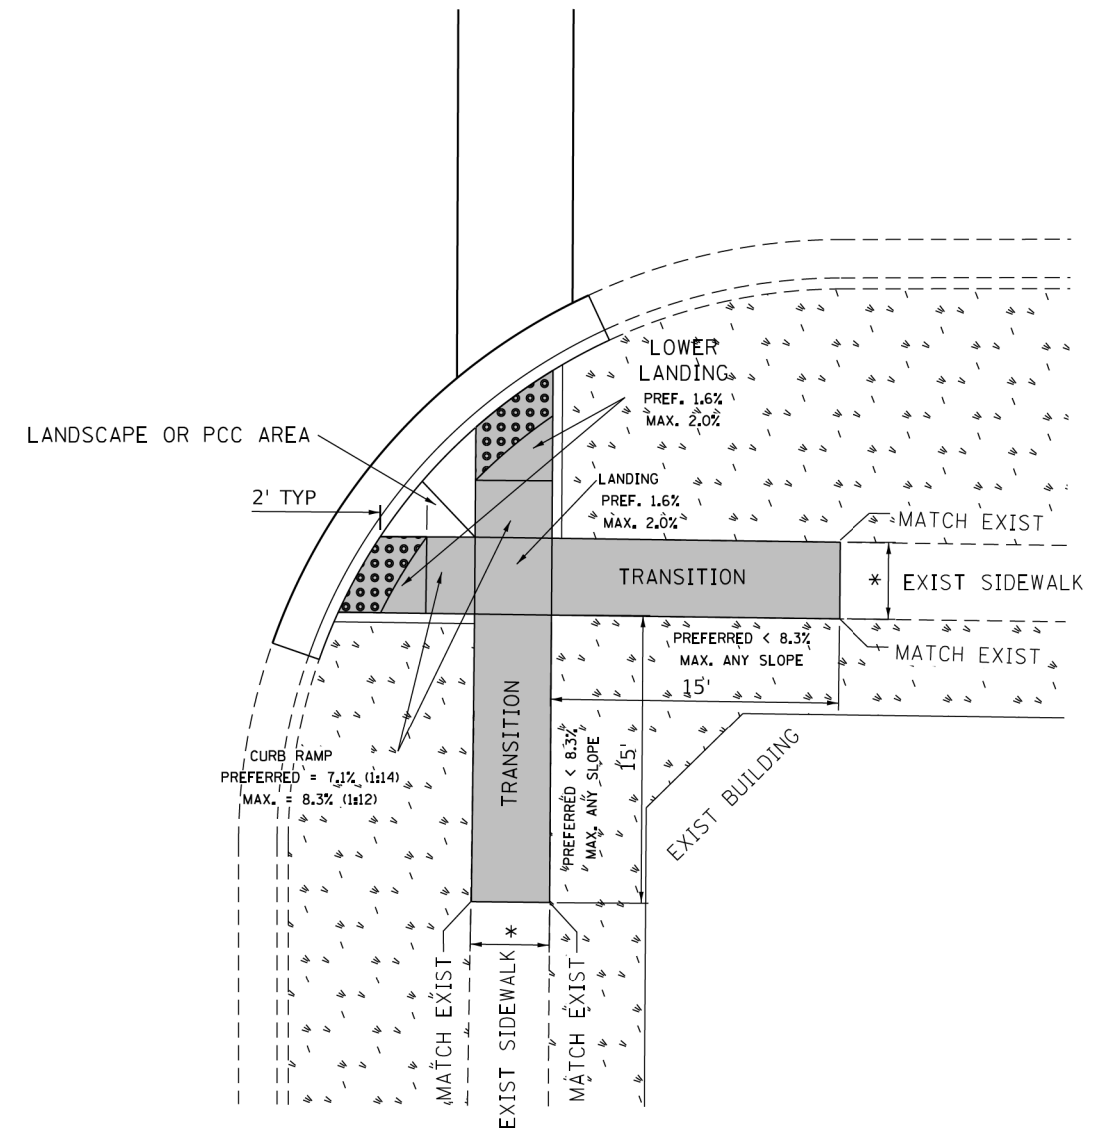 LOWER
LANDING
PREF. 1.6%
MAX. 2.0%
LANDSCAPE OR PCC AREA
2' TYP
LANDING
PREF. 1.6%
MAX. 2.0%
MATCH EXIST
TRANSITION
* EXIST SIDEWALK
PREFERRED < 8.3%
MAX. ANY SLOPE
MATCH EXIST
15'
TRANSITION
PREFERRED < 8.3%
MAX. ANY SLOPE
15'
EXIST BUILDING
CURB RAMP
PREFERRED = 7.1% (1:14)
MAX. = 8.3% (1:12)
*
MATCH EXIST
EXIST SIDEWALK
MATCH EXIST